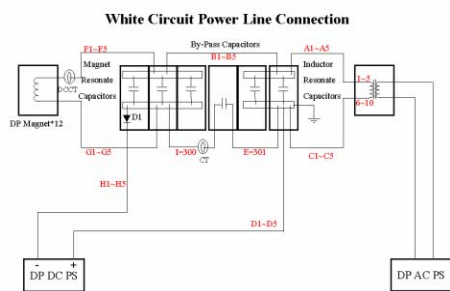 White Circuit Power Line Connection
F1~F5
By-Pass Capacitors
A1~A5
Magnet
B1~B5
Inductor
DCCT
Resonate
Resonate
1~5
Capacitors
Capacitors
6~10
DP Magnet*12
D1
G1~G5
I=300
CT
E=301
C1~C5
H1~H5
D1~D5
- +
DP DC PS
DP AC PS